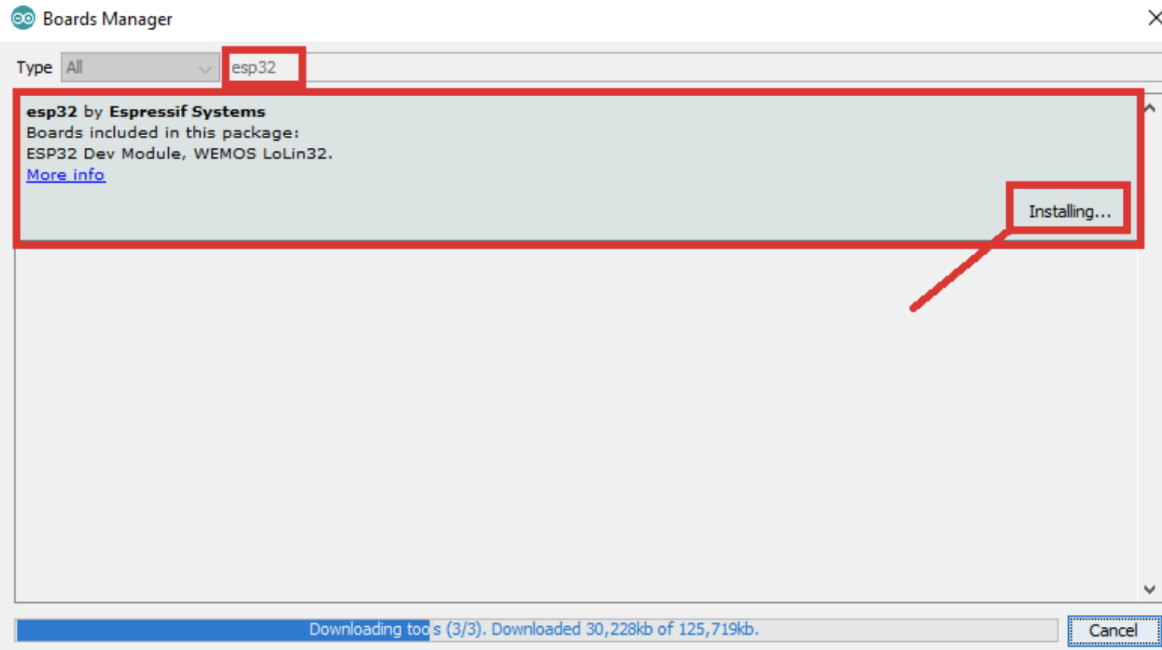 Boards Manager
Type All esp32
esp32 by Espressif Systems
Boards included in this package:
ESP32 Dev Module, WEMOS LoLin32.
More info
Installing...
Downloading tools (3/3). Downloaded 30,228kb of 125,719kb.
Cancel